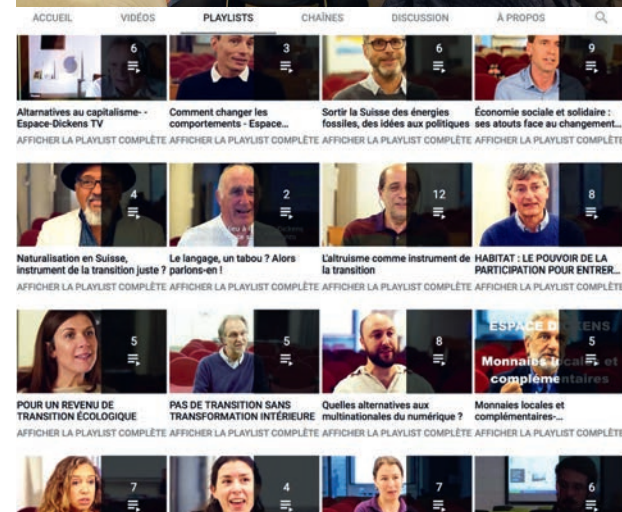 ACCUEIL VIDÉOS PLAYLISTS CHAÎNES DISCUSSION À PROPOS
6 3 6 9
Altarnatives au capitalisme- -
Espace-Dickens TV
AFFICHER LA PLAYLIST COMPLÈTE
Comment changer les
comportements - Espace...
AFFICHER LA PLAYLIST COMPLÈTE
Sortir la Suisse des énergies
fossiles, des idées aux politiques
AFFICHER LA PLAYLIST COMPLÈTE
Économie sociale et solidaire :
ses atouts face au changement...
AFFICHER LA PLAYLIST COMPLÈTE
4 2 12 8
Naturalisation en Suisse,
instrument de la transition juste ?
AFFICHER LA PLAYLIST COMPLÈTE
Le langage, un tabou ? Alors
parlons-en !
AFFICHER LA PLAYLIST COMPLÈTE
L'altruisme comme instrument de
la transition
AFFICHER LA PLAYLIST COMPLÈTE
HABITAT : LE POUVOIR DE LA
PARTICIPATION POUR ENTRER...
AFFICHER LA PLAYLIST COMPLÈTE
5 5 8 5
ESPACE DICKENS
Monnaies locales et
complémentaires
POUR UN REVENU DE
TRANSITION ÉCOLOGIQUE
AFFICHER LA PLAYLIST COMPLÈTE
PAS DE TRANSITION SANS
TRANSFORMATION INTÉRIEURE
AFFICHER LA PLAYLIST COMPLÈTE
Quelles alternatives aux
multinationales du numérique ?
AFFICHER LA PLAYLIST COMPLÈTE
Monnaies locales et
complémentaires-...
AFFICHER LA PLAYLIST COMPLÈTE
7 4 7 6